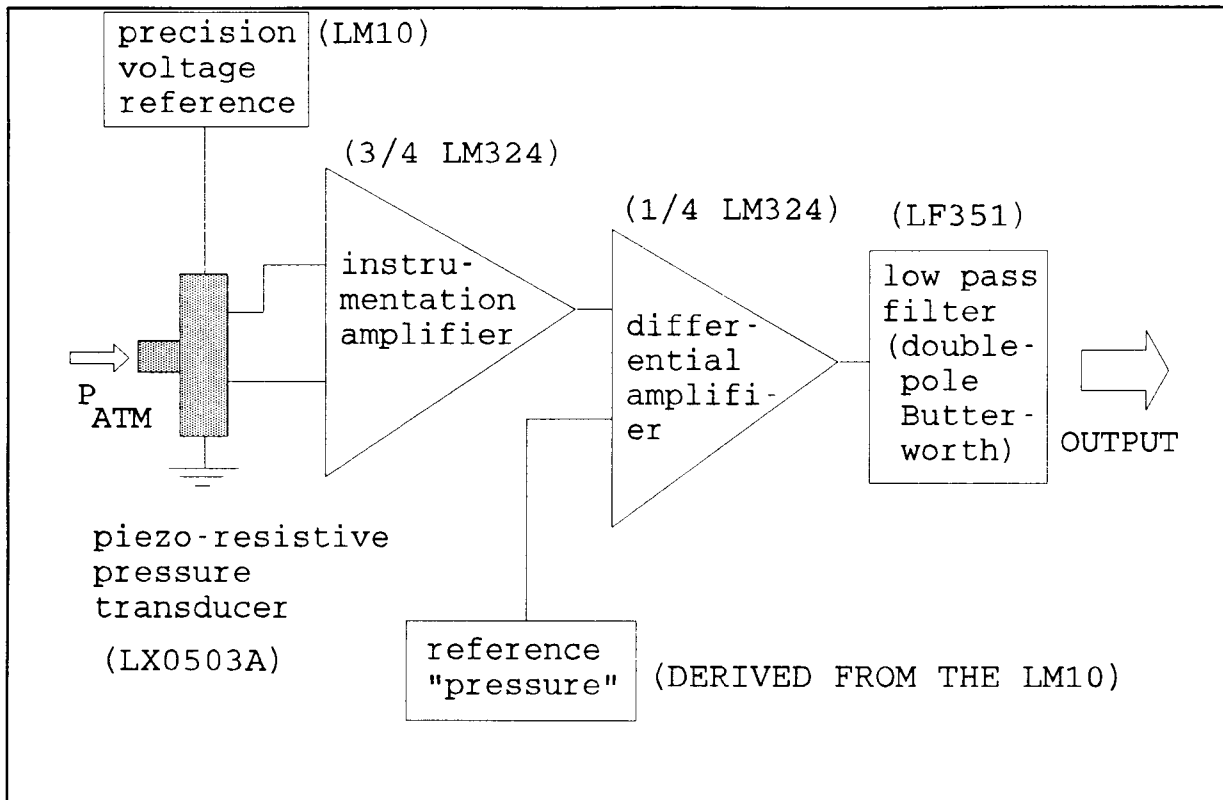 precision
voltage
reference
(LM10)
(3/4 LM324)
instru-
mentation
amplifier
(1/4 LM324)
differ-
ential
amplifi-
er
(LF351)
low pass
filter
(double-
pole
Butter-
worth)
P
ATM
OUTPUT
piezo-resistive
pressure
transducer
(LX0503A)
reference
"pressure"
(DERIVED FROM THE LM10)